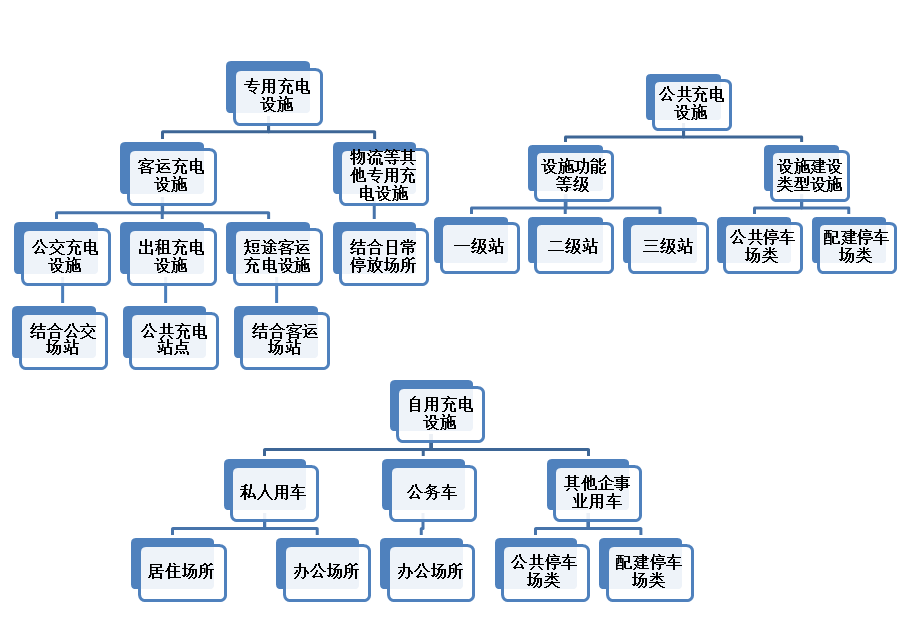 专用充电
设施
客运充电
设施
物流等其
他专用充
电设施
公交充电
设施
出租充电
设施
短途客运
充电设施
结合日常
停放场所
结合公交
场站
公共充电
站点
结合客运
场站
公共充电
设施
设施功能
等级
设施建设
类型设施
一级站
二级站
三级站
公共停车
场类
配建停车
场类
自用充电
设施
私人用车
公务车
其他企事
业用车
居住场所
办公场所
办公场所
公共停车
场类
配建停车
场类